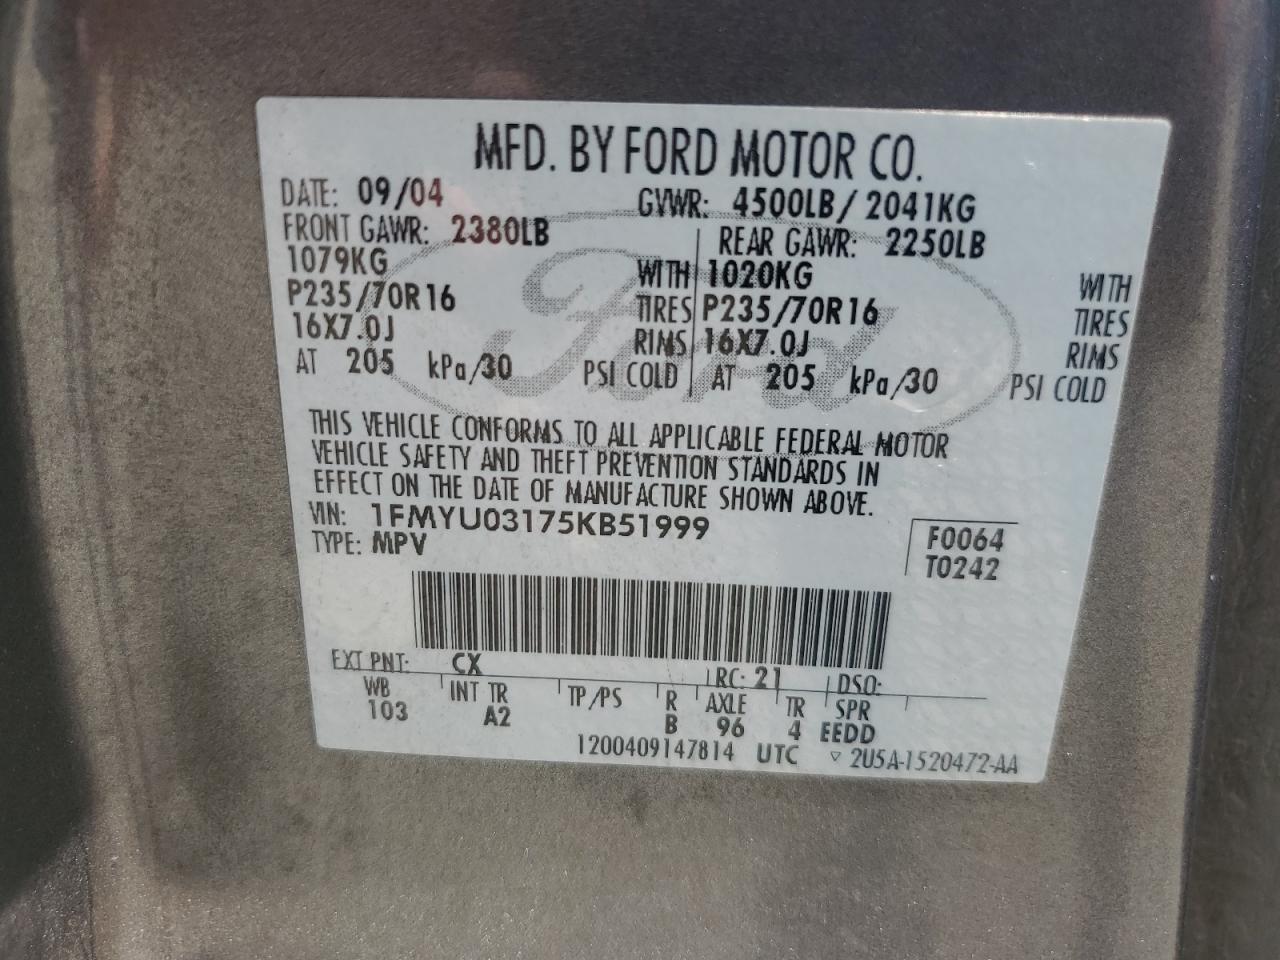 MFD. BY FORD MOTOR CO.
DATE: 09/04 GVWR: 4500LB/ 2041KG
FRONT GAWR: 2380LB REAR GAWR: 2250LB
1079KG WITH 1020KG WITH
P235/70R16 TIRES P235/70R16 TIRES
16X7.0J RIMS 16X7.0J RIMS
AT 205 kPa/30 PSI COLD AT 205 kPa/30 PSI COLD
Ford
THIS VEHICLE CONFORMS TO ALL APPLICABLE FEDERAL MOTOR
VEHICLE SAFETY AND THEFT PREVENTION STANDARDS IN
EFFECT ON THE DATE OF MANUFACTURE SHOWN ABOVE.
VIN: 1FMYU03175KB51999 F0064
TYPE: MPV T0242
EXT PNT: CX RC: 21 DSO:
WB INT TR TP/PS R AXLE TR SPR
103 A2 B 96 4 EEDD
1200409147814 UTC ▽ 2U5A-1520472-AA